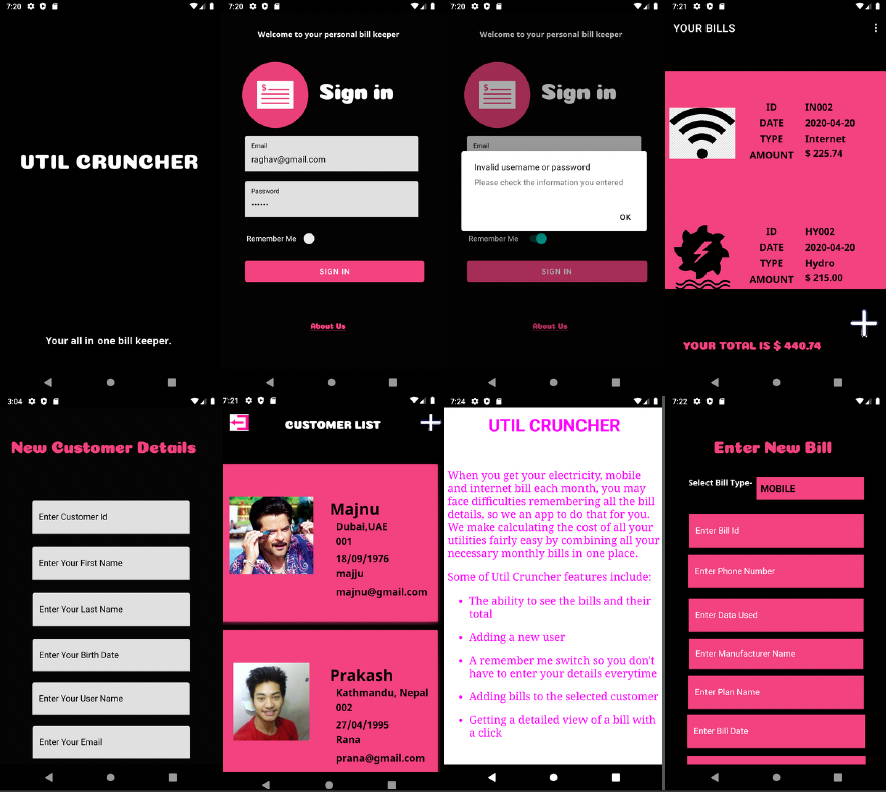 7:20
UTIL CRUNCHER
Your all in one bill keeper.
7:20
Welcome to your personal bill keeper
$
Sign in
Email
raghav@gmail.com
Password
••••••
Remember Me
SIGN IN
About Us
7:20
Welcome to your personal bill keeper
$
Sign in
Email
Invalid username or password
Please check the information you entered
OK
Remember Me
SIGN IN
About Us
7:21
YOUR BILLS
ID IN002
DATE 2020-04-20
TYPE Internet
AMOUNT $ 225.74
ID HY002
DATE 2020-04-20
TYPE Hydro
AMOUNT $ 215.00
YOUR TOTAL IS $ 440.74
3:04
New Customer Details
Enter Customer Id
Enter Your First Name
Enter Your Last Name
Enter Your Birth Date
Enter Your User Name
Enter Your Email
7:21
CUSTOMER LIST
Majnu
Dubai,UAE
001
18/09/1976
majju
majnu@gmail.com
Prakash
Kathmandu, Nepal
002
27/04/1995
Rana
prana@gmail.com
7:24
UTIL CRUNCHER
When you get your electricity, mobile
and internet bill each month, you may
face difficulties remembering all the bill
details, so we an app to do that for you.
We make calculating the cost of all your
utilities fairly easy by combining all your
necessary monthly bills in one place.
Some of Util Cruncher features include:
• The ability to see the bills and their
total
• Adding a new user
• A remember me switch so you don't
have to enter your details everytime
• Adding bills to the selected customer
• Getting a detailed view of a bill with
a click
7:22
Enter New Bill
Select Bill Type- MOBILE
Enter Bill Id
Enter Phone Number
Enter Data Used
Enter Manufacturer Name
Enter Plan Name
Enter Bill Date